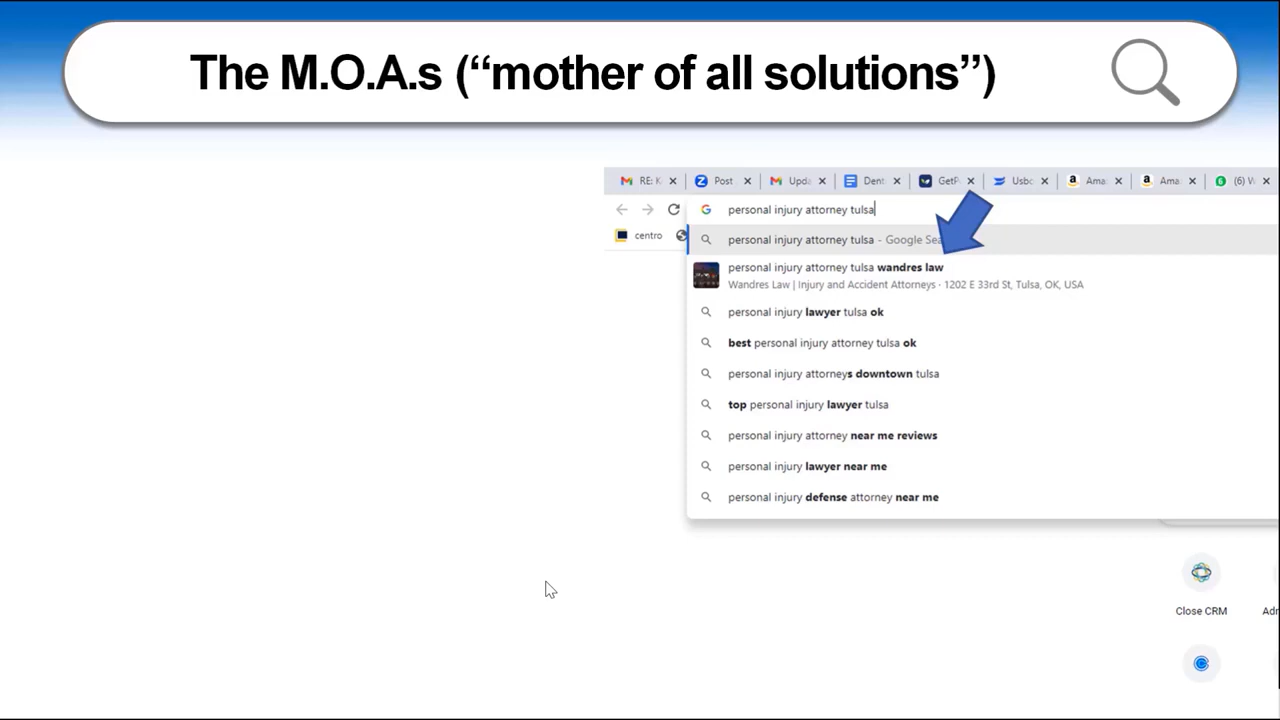 The M.O.A.s (“mother of all solutions”)
RE: K Post Upda Dent GetP Usbo Ama Ama (6) W
personal injury attorney tulsa
centro
personal injury attorney tulsa - Google Sea
personal injury attorney tulsa wandres law
Wandres Law | Injury and Accident Attorneys · 1202 E 33rd St, Tulsa, OK, USA
personal injury lawyer tulsa ok
best personal injury attorney tulsa ok
personal injury attorneys downtown tulsa
top personal injury lawyer tulsa
personal injury attorney near me reviews
personal injury lawyer near me
personal injury defense attorney near me
Close CRM